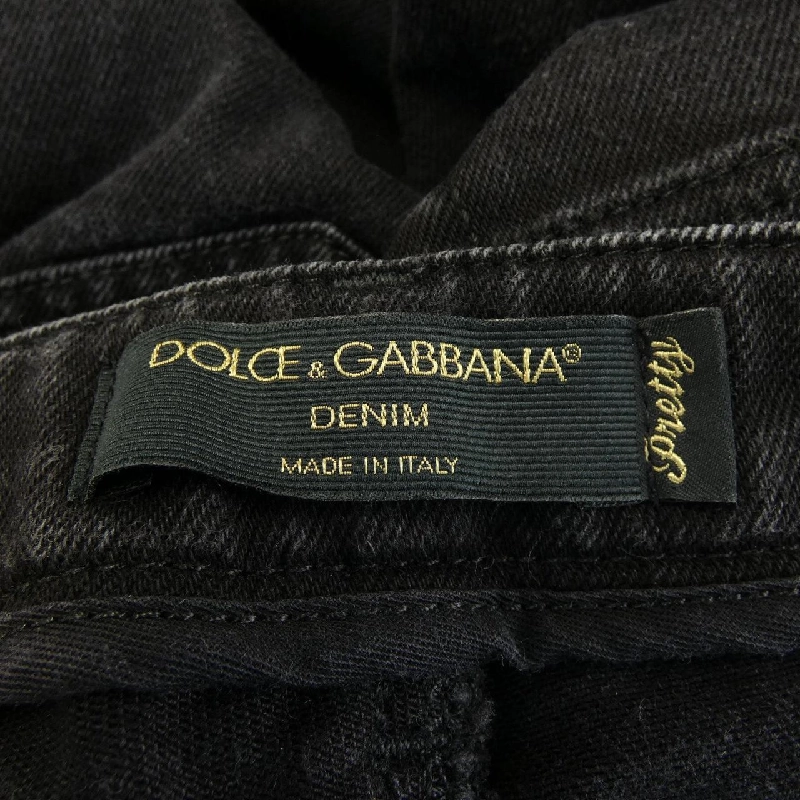 DOLCE & GABBANA®
DENIM
MADE IN ITALY
Pretty